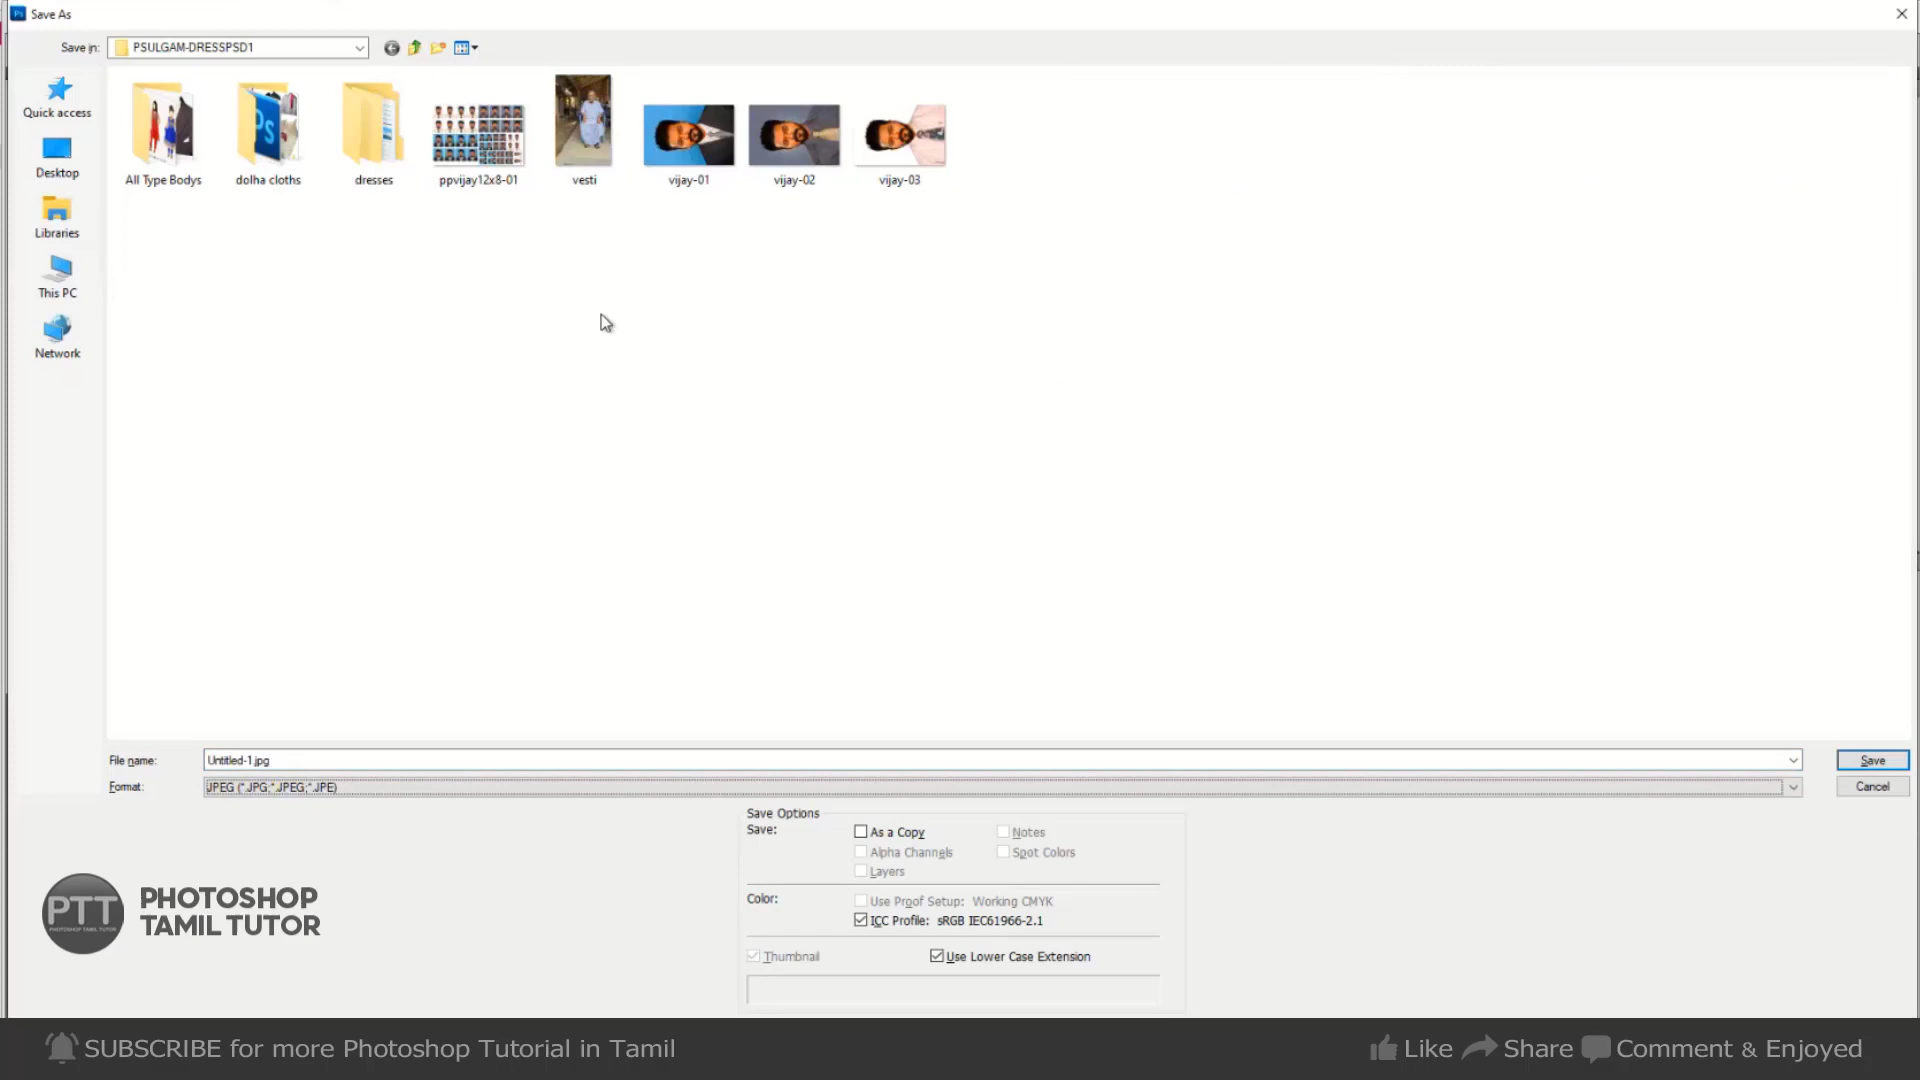 Save As
Save in: PSULGAM-DRESSPSD1
Quick access
Desktop
Libraries
This PC
Network
All Type Bodys
dolha cloths
dresses
ppvijay12x8-01
vesti
vijay-01
vijay-02
vijay-03
File name: Untitled-1.jpg
Save
Format: JPEG (*.JPG;*.JPEG;*.JPE)
Cancel
Save Options
Save: As a Copy Notes
Alpha Channels Spot Colors
Layers
Color: Use Proof Setup: Working CMYK
ICC Profile: sRGB IEC61966-2.1
Thumbnail Use Lower Case Extension
PTT
PHOTOSHOP TAMIL TUTOR
PHOTOSHOP
TAMIL TUTOR
SUBSCRIBE for more Photoshop Tutorial in Tamil
Like Share Comment & Enjoyed